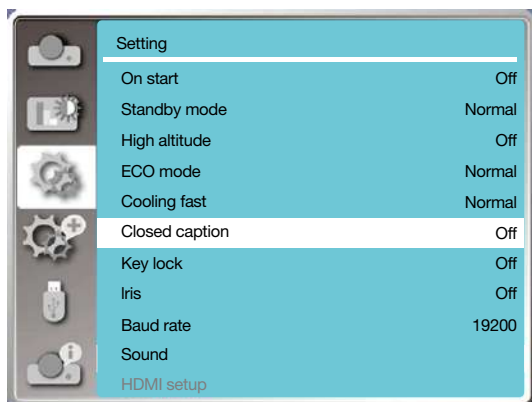 Setting
On start Off
Standby mode Normal
High altitude Off
ECO mode Normal
Cooling fast Normal
Closed caption Off
Key lock Off
Iris Off
Baud rate 19200
Sound
HDMI setup